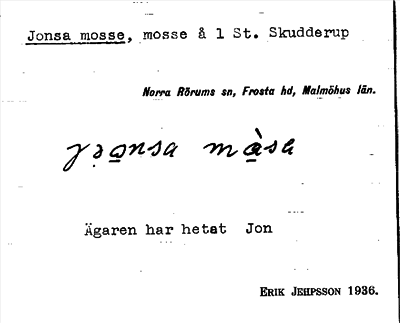 Jonsa mosse, mosse å 1 St. Skudderup
Norra Rörums sn, Frosta hd, Malmöhus län.
Ägaren har hetat Jon
ERIK JEHPSSON 1936.